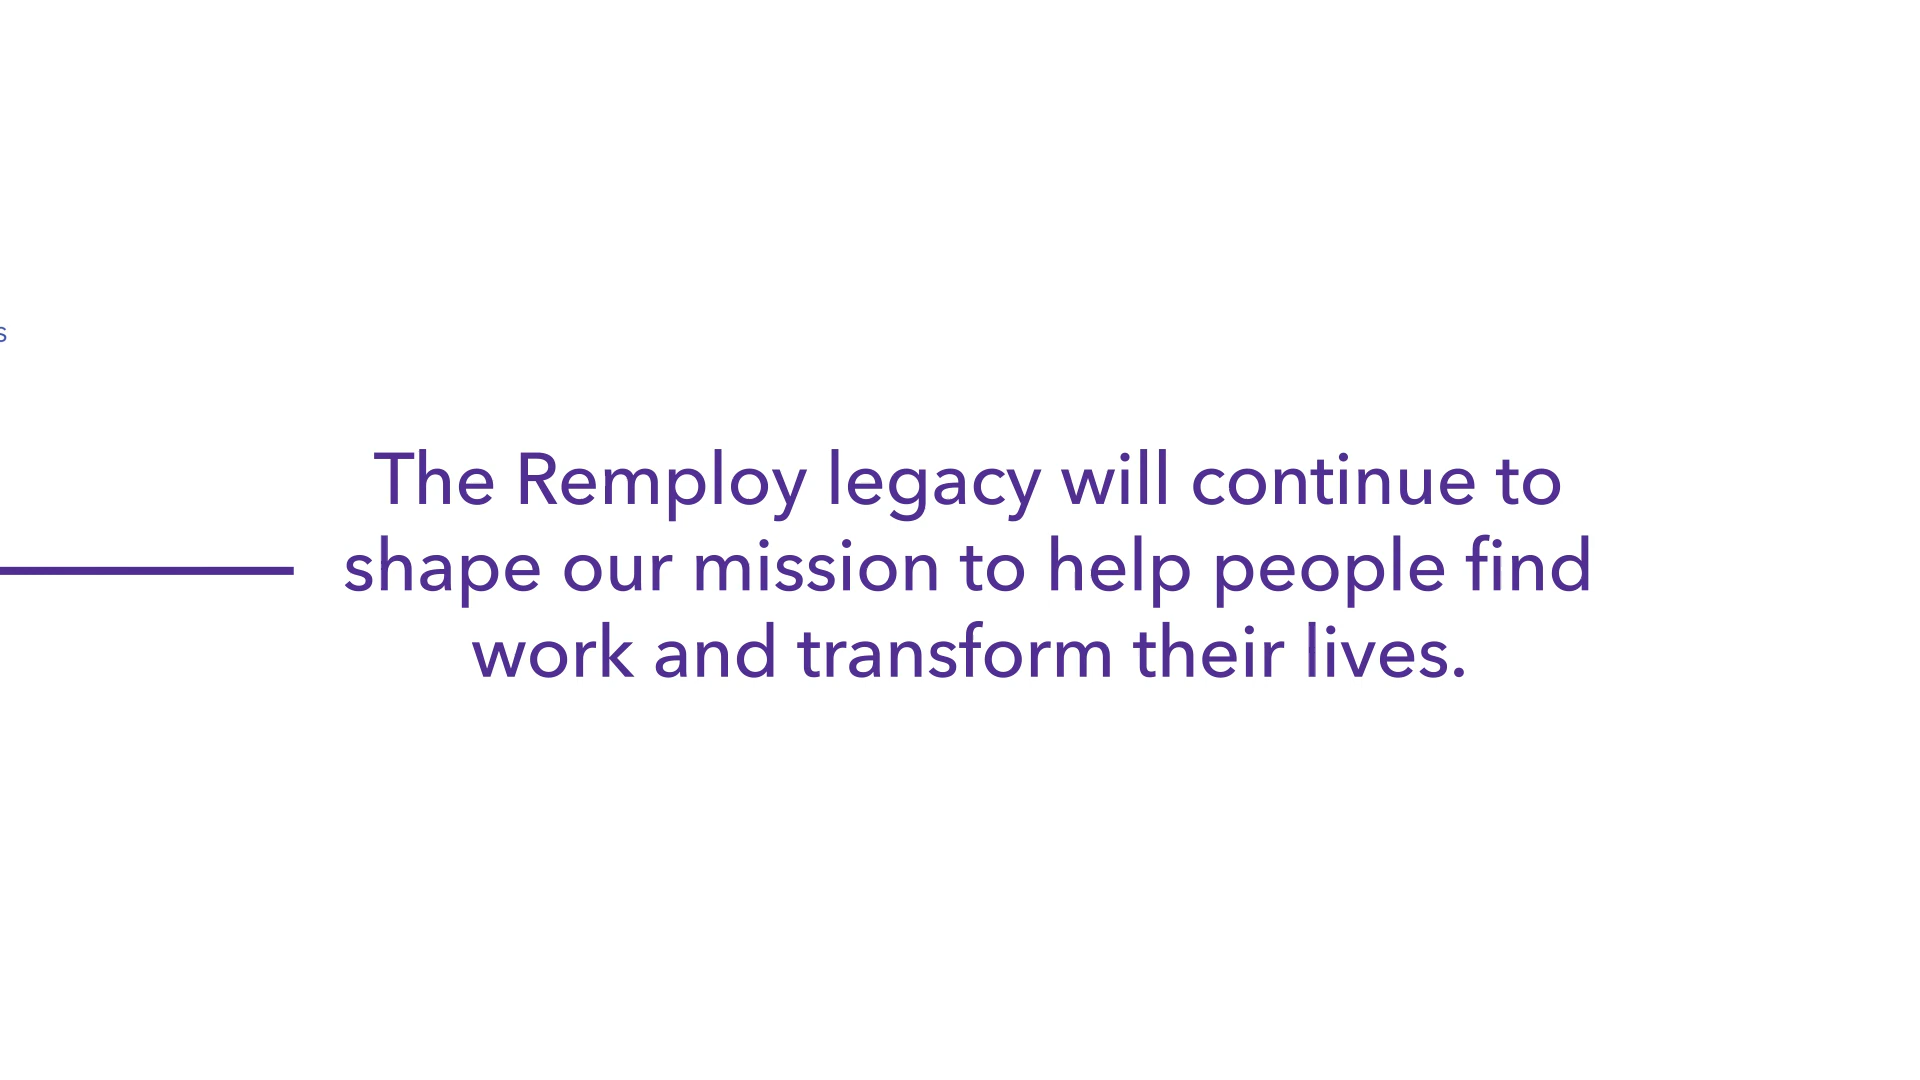 s
The Remploy legacy will continue to
shape our mission to help people find
work and transform their lives.